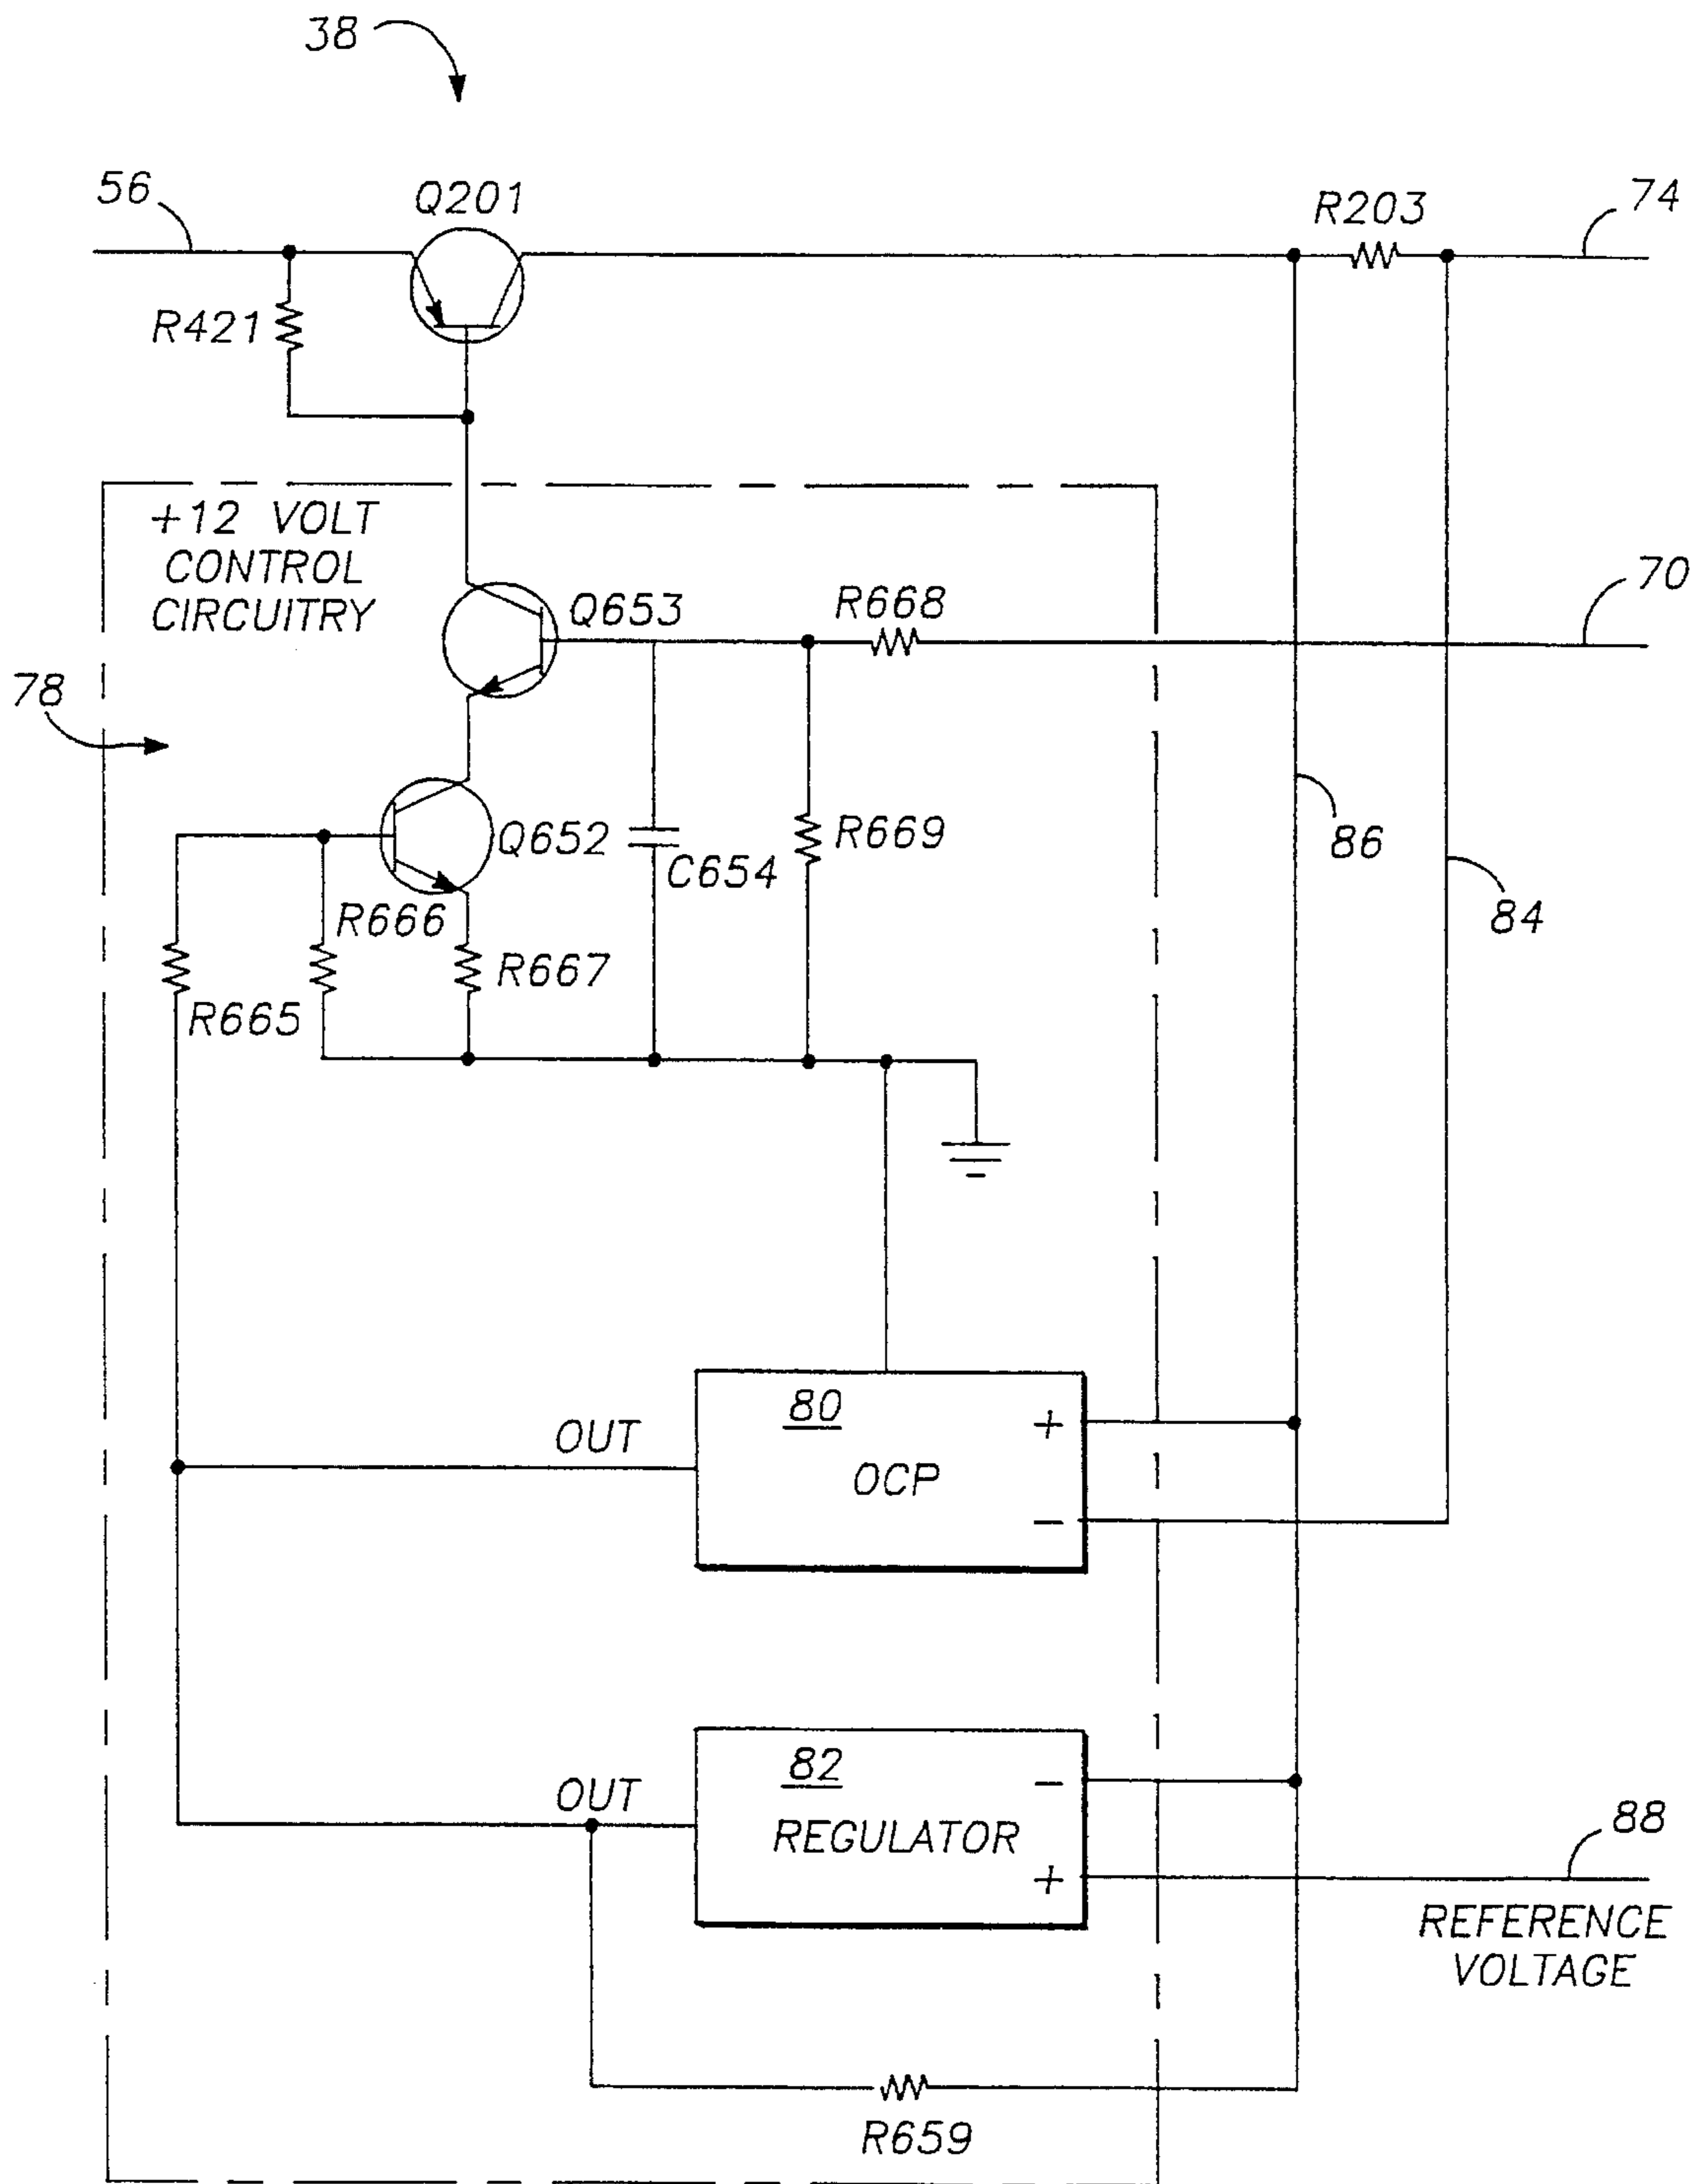 38
56
Q201
R203
74
R421
+12 VOLT
CONTROL
CIRCUITRY
Q653
R668
70
78
Q652
C654
R669
86
84
R666
R667
R665
80
+
OUT
OCP
−
82
−
OUT
REGULATOR
+
88
REFERENCE
VOLTAGE
R659